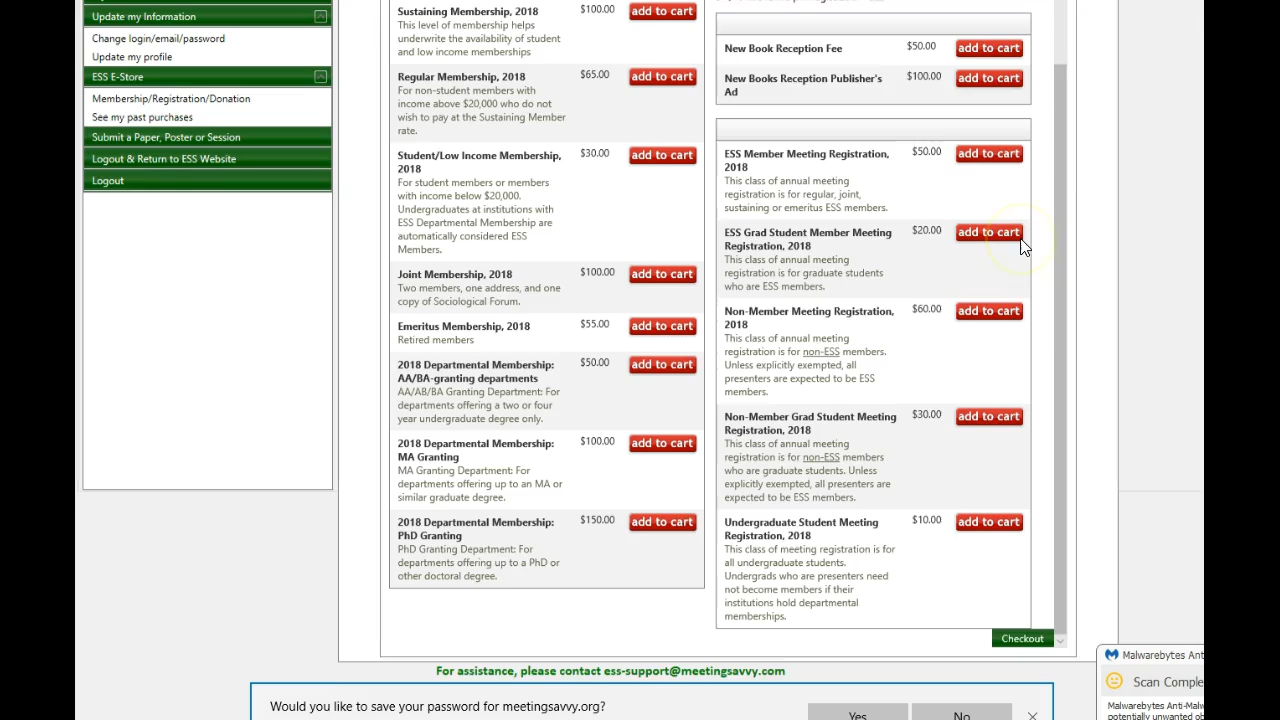 Update my Information
Change login/email/password
Update my profile
ESS E-Store
Membership/Registration/Donation
See my past purchases
Submit a Paper, Poster or Session
Logout & Return to ESS Website
Logout
Sustaining Membership, 2018 $100.00 add to cart
This level of membership helps
underwrite the availability of student
and low income memberships
Regular Membership, 2018 $65.00 add to cart
For non-student members with
income above $20,000 who do not
wish to pay at the Sustaining Member
rate.
Student/Low Income Membership, $30.00 add to cart
2018
For student members or members
with income below $20,000.
Undergraduates at institutions with
ESS Departmental Membership are
automatically considered ESS
Members.
Joint Membership, 2018 $100.00 add to cart
Two members, one address, and one
copy of Sociological Forum.
Emeritus Membership, 2018 $55.00 add to cart
Retired members
2018 Departmental Membership: $50.00 add to cart
AA/BA-granting departments
AA/AB/BA Granting Department: For
departments offering a two or four
year undergraduate degree only.
2018 Departmental Membership: $100.00 add to cart
MA Granting
MA Granting Department: For
departments offering up to an MA or
similar graduate degree.
2018 Departmental Membership: $150.00 add to cart
PhD Granting
PhD Granting Department: For
departments offering up to a PhD or
other doctoral degree.
New Book Reception Fee $50.00 add to cart
New Books Reception Publisher's $100.00 add to cart
Ad
ESS Member Meeting Registration, $50.00 add to cart
2018
This class of annual meeting
registration is for regular, joint,
sustaining or emeritus ESS members.
ESS Grad Student Member Meeting $20.00 add to cart
Registration, 2018
This class of annual meeting
registration is for graduate students
who are ESS members.
Non-Member Meeting Registration, $60.00 add to cart
2018
This class of annual meeting
registration is for non-ESS members.
Unless explicitly exempted, all
presenters are expected to be ESS
members.
Non-Member Grad Student Meeting $30.00 add to cart
Registration, 2018
This class of annual meeting
registration is for non-ESS members
who are graduate students. Unless
explicitly exempted, all presenters are
expected to be ESS members.
Undergraduate Student Meeting $10.00 add to cart
Registration, 2018
This class of meeting registration is for
all undergraduate students.
Undergrads who are presenters need
not become members if their
institutions hold departmental
memberships.
Checkout
For assistance, please contact ess-support@meetingsavvy.com
Would you like to save your password for meetingsavvy.org?
Yes No
Malwarebytes Anti
Scan Comple
Malwarebytes Anti-Malw
potentially unwanted ob